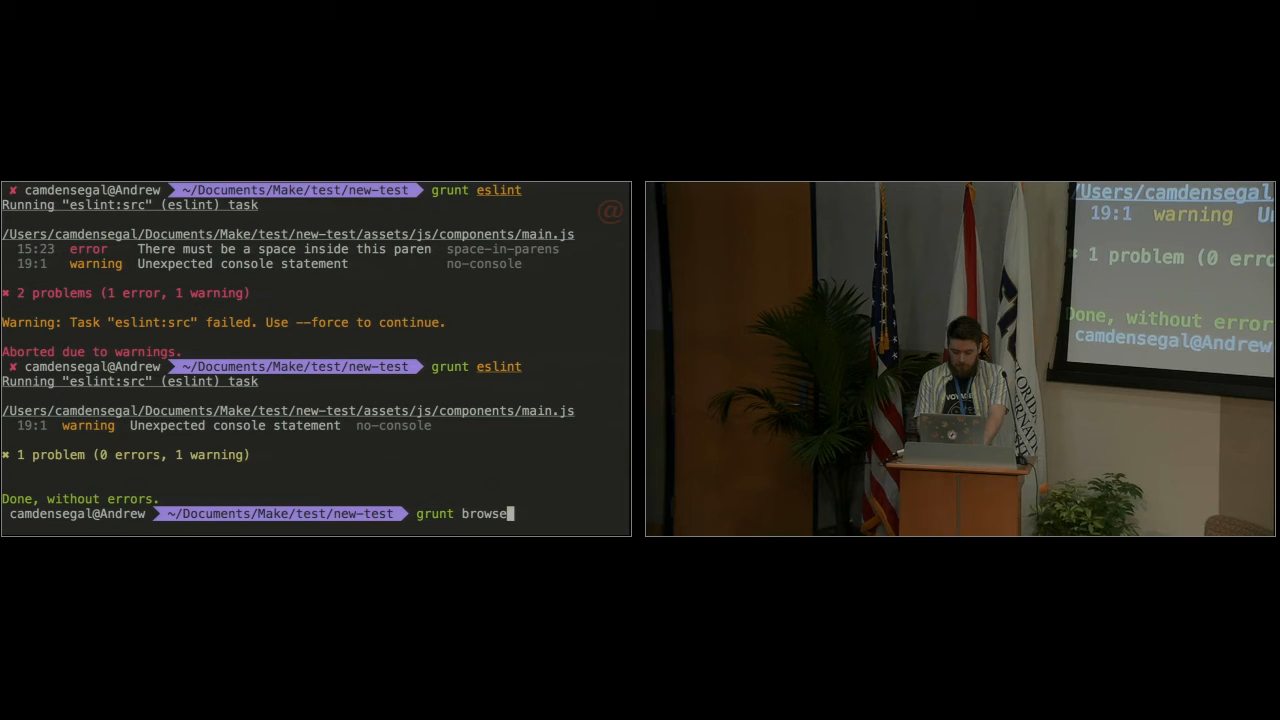 ✘ camdensegal@Andrew ~/Documents/Make/test/new-test grunt eslint
Running "eslint:src" (eslint) task
@
/Users/camdensegal/Documents/Make/test/new-test/assets/js/components/main.js
15:23 error There must be a space inside this paren space-in-parens
19:1 warning Unexpected console statement no-console
✖ 2 problems (1 error, 1 warning)
Warning: Task "eslint:src" failed. Use --force to continue.
Aborted due to warnings.
✘ camdensegal@Andrew ~/Documents/Make/test/new-test grunt eslint
Running "eslint:src" (eslint) task
/Users/camdensegal/Documents/Make/test/new-test/assets/js/components/main.js
19:1 warning Unexpected console statement no-console
✖ 1 problem (0 errors, 1 warning)
Done, without errors.
camdensegal@Andrew ~/Documents/Make/test/new-test grunt browse
/Users/camdensegal
19:1 warning
✖ 1 problem (0 erro
Done, without error
camdensegal@Andrew